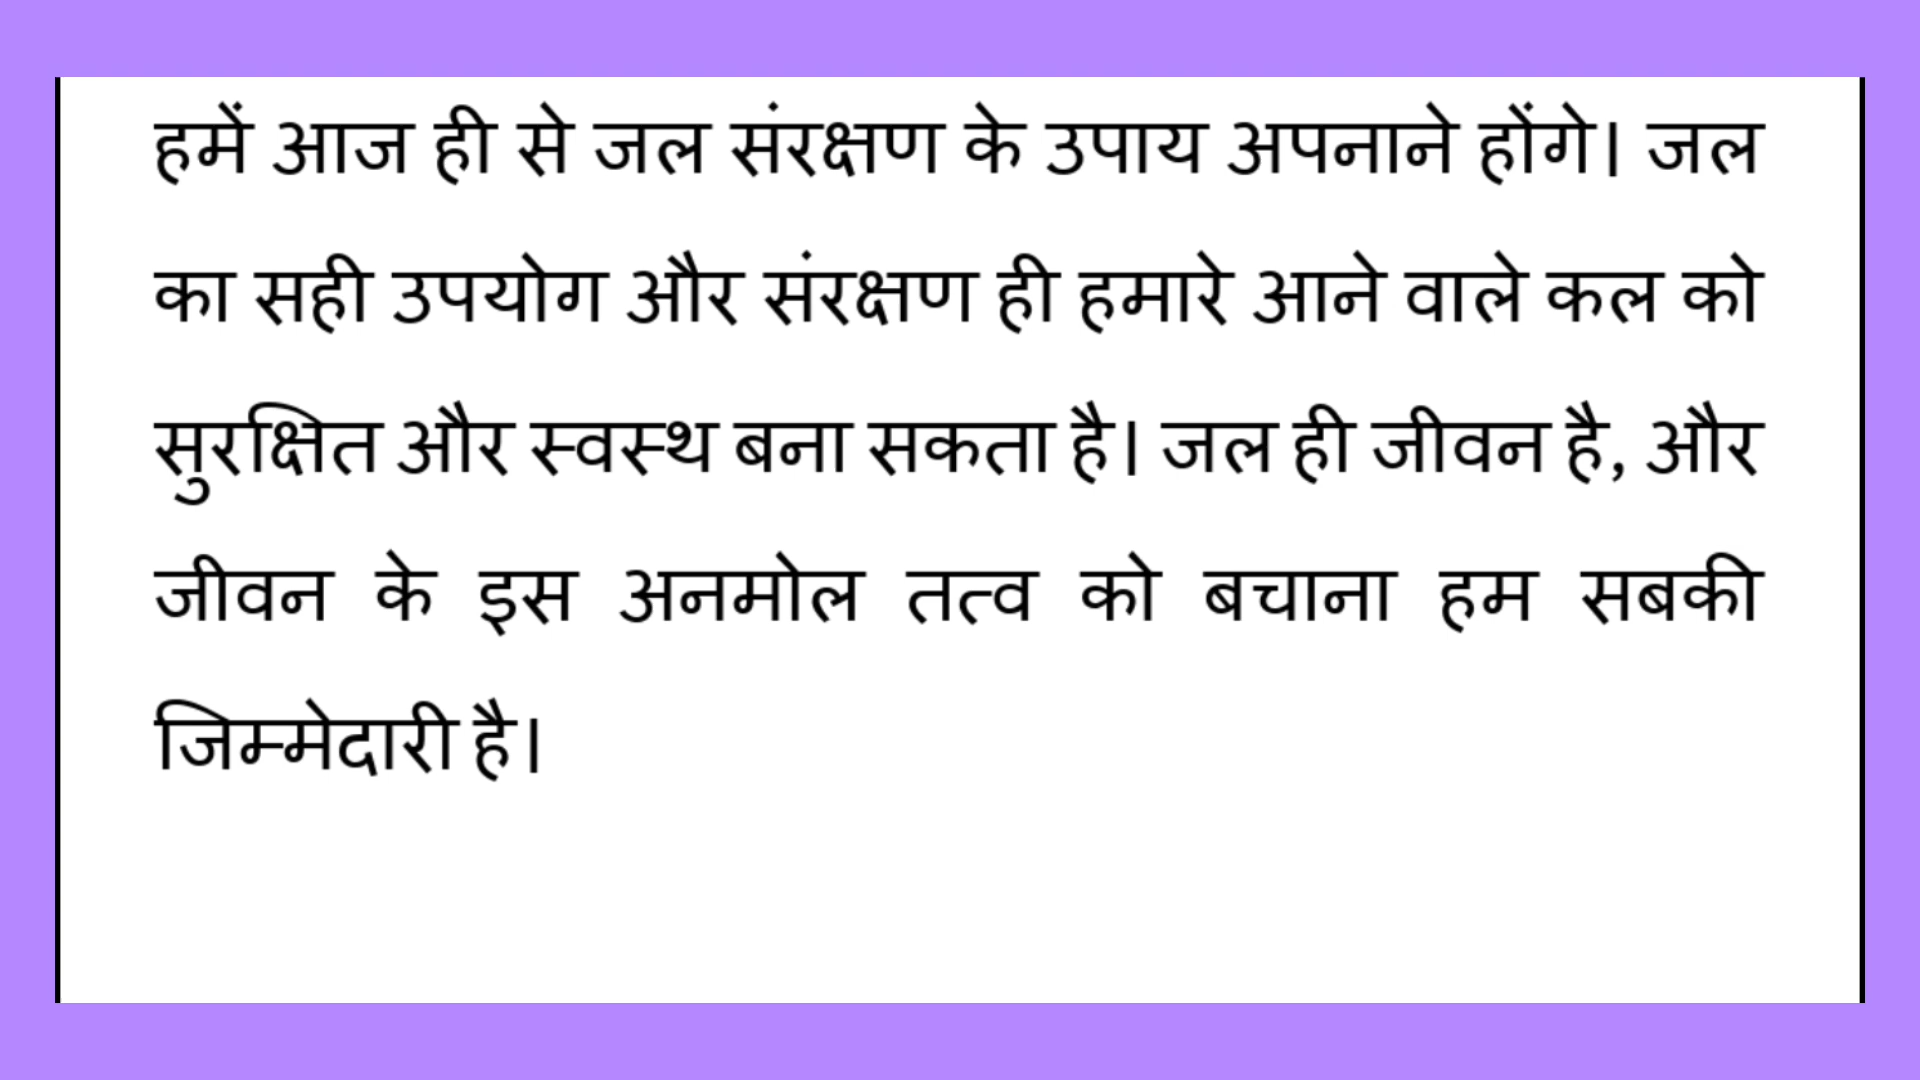 हमें आज ही से जल संरक्षण के उपाय अपनाने होंगे। जल
का सही उपयोग और संरक्षण ही हमारे आने वाले कल को
सुरक्षित और स्वस्थ बना सकता है। जल ही जीवन है, और
जीवन के इस अनमोल तत्व को बचाना हम सबकी
जिम्मेदारी है।